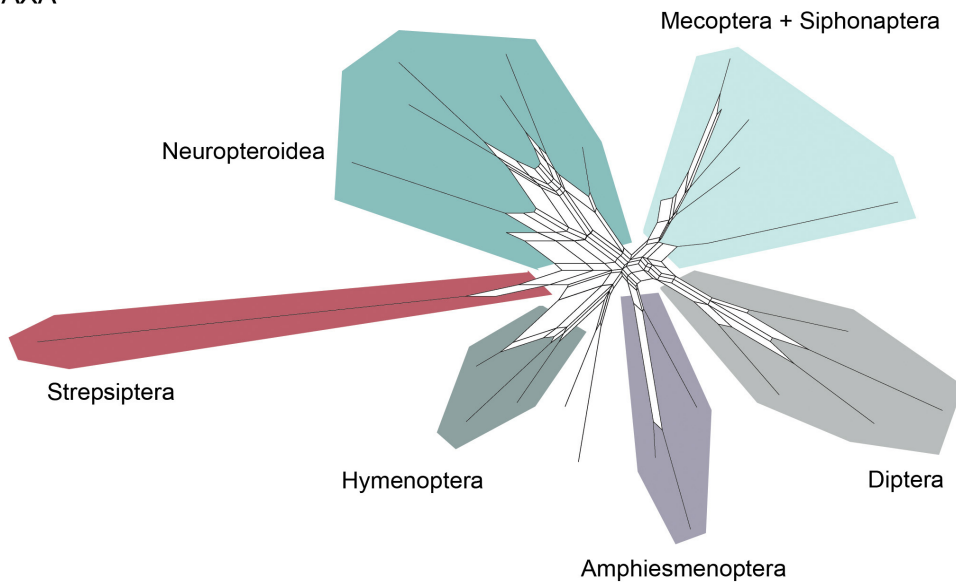 Mecoptera + Siphonaptera
Neuropteroidea
Strepsiptera
Hymenoptera
Diptera
Amphiesmenoptera